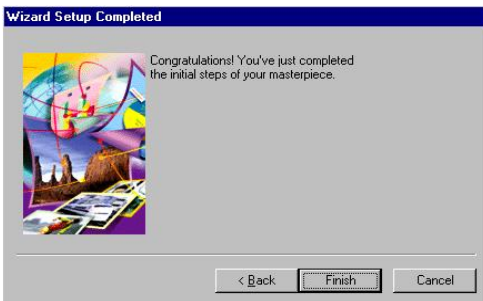 Wizard Setup Completed
Congratulations! You've just completed
the initial steps of your masterpiece.
< Back
Finish
Cancel